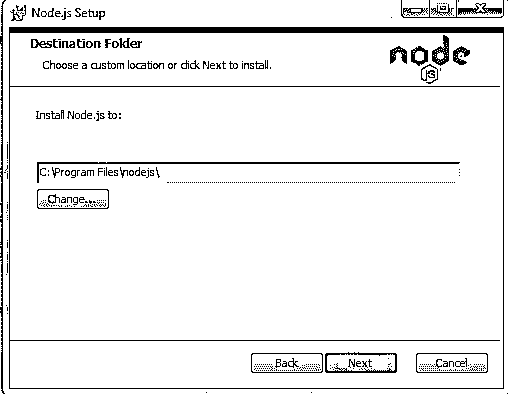 Node.js Setup
Destination Folder
Choose a custom location or click Next to install.
node
JS
Install Node.js to:
C:\Program Files\nodejs\
Change...
Back Next Cancel